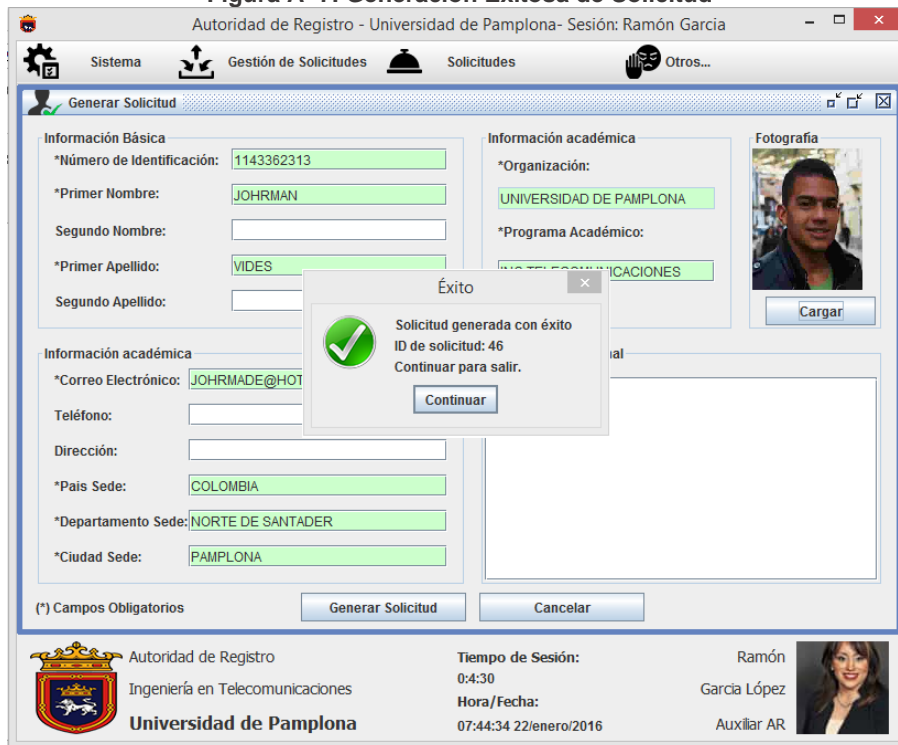 Autoridad de Registro - Universidad de Pamplona- Sesión: Ramón Garcia
Sistema
Gestión de Solicitudes
Solicitudes
Otros...
Generar Solicitud
Información Básica
*Número de Identificación: 1143362313
*Primer Nombre: JOHRMAN
Segundo Nombre:
*Primer Apellido: VIDES
Segundo Apellido:
Información académica
*Organización:
UNIVERSIDAD DE PAMPLONA
*Programa Académico:
Fotografía
Cargar
Éxito
Solicitud generada con éxito
ID de solicitud: 46
Continuar para salir.
Continuar
Información académica
*Correo Electrónico: JOHRMADE@HOT
Teléfono:
Dirección:
*Pais Sede: COLOMBIA
*Departamento Sede: NORTE DE SANTADER
*Ciudad Sede: PAMPLONA
(*) Campos Obligatorios
Generar Solicitud
Cancelar
Autoridad de Registro
Ingeniería en Telecomunicaciones
Universidad de Pamplona
Tiempo de Sesión:
0:4:30
Hora/Fecha:
07:44:34 22/enero/2016
Ramón
Garcia López
Auxiliar AR